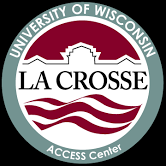 UNIVERSITY OF WISCONSIN
LA CROSSE
ACCESS Center